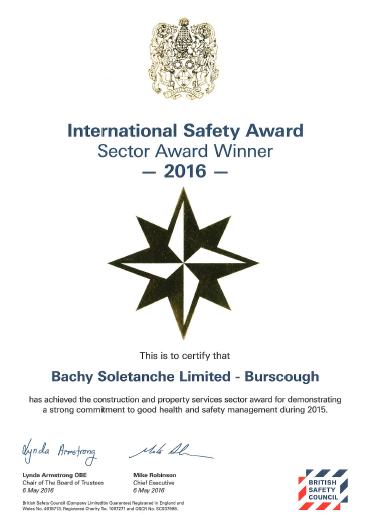 International Safety Award
Sector Award Winner
— 2016 —
This is to certify that
Bachy Soletanche Limited - Burscough
has achieved the construction and property services sector award for demonstrating
a strong commitment to good health and safety management during 2015.
Lynda Armstrong
Lynda Armstrong OBE
Chair of The Board of Trustees
6 May 2016
Mike Robinson
Chief Executive
6 May 2016
British Safety Council (Company Limited by Guarantee) Registered in England and
Wales No. 4618713. Registered Charity No. 1097271 and OSCR No. SC037998.
BRITISH
SAFETY
COUNCIL